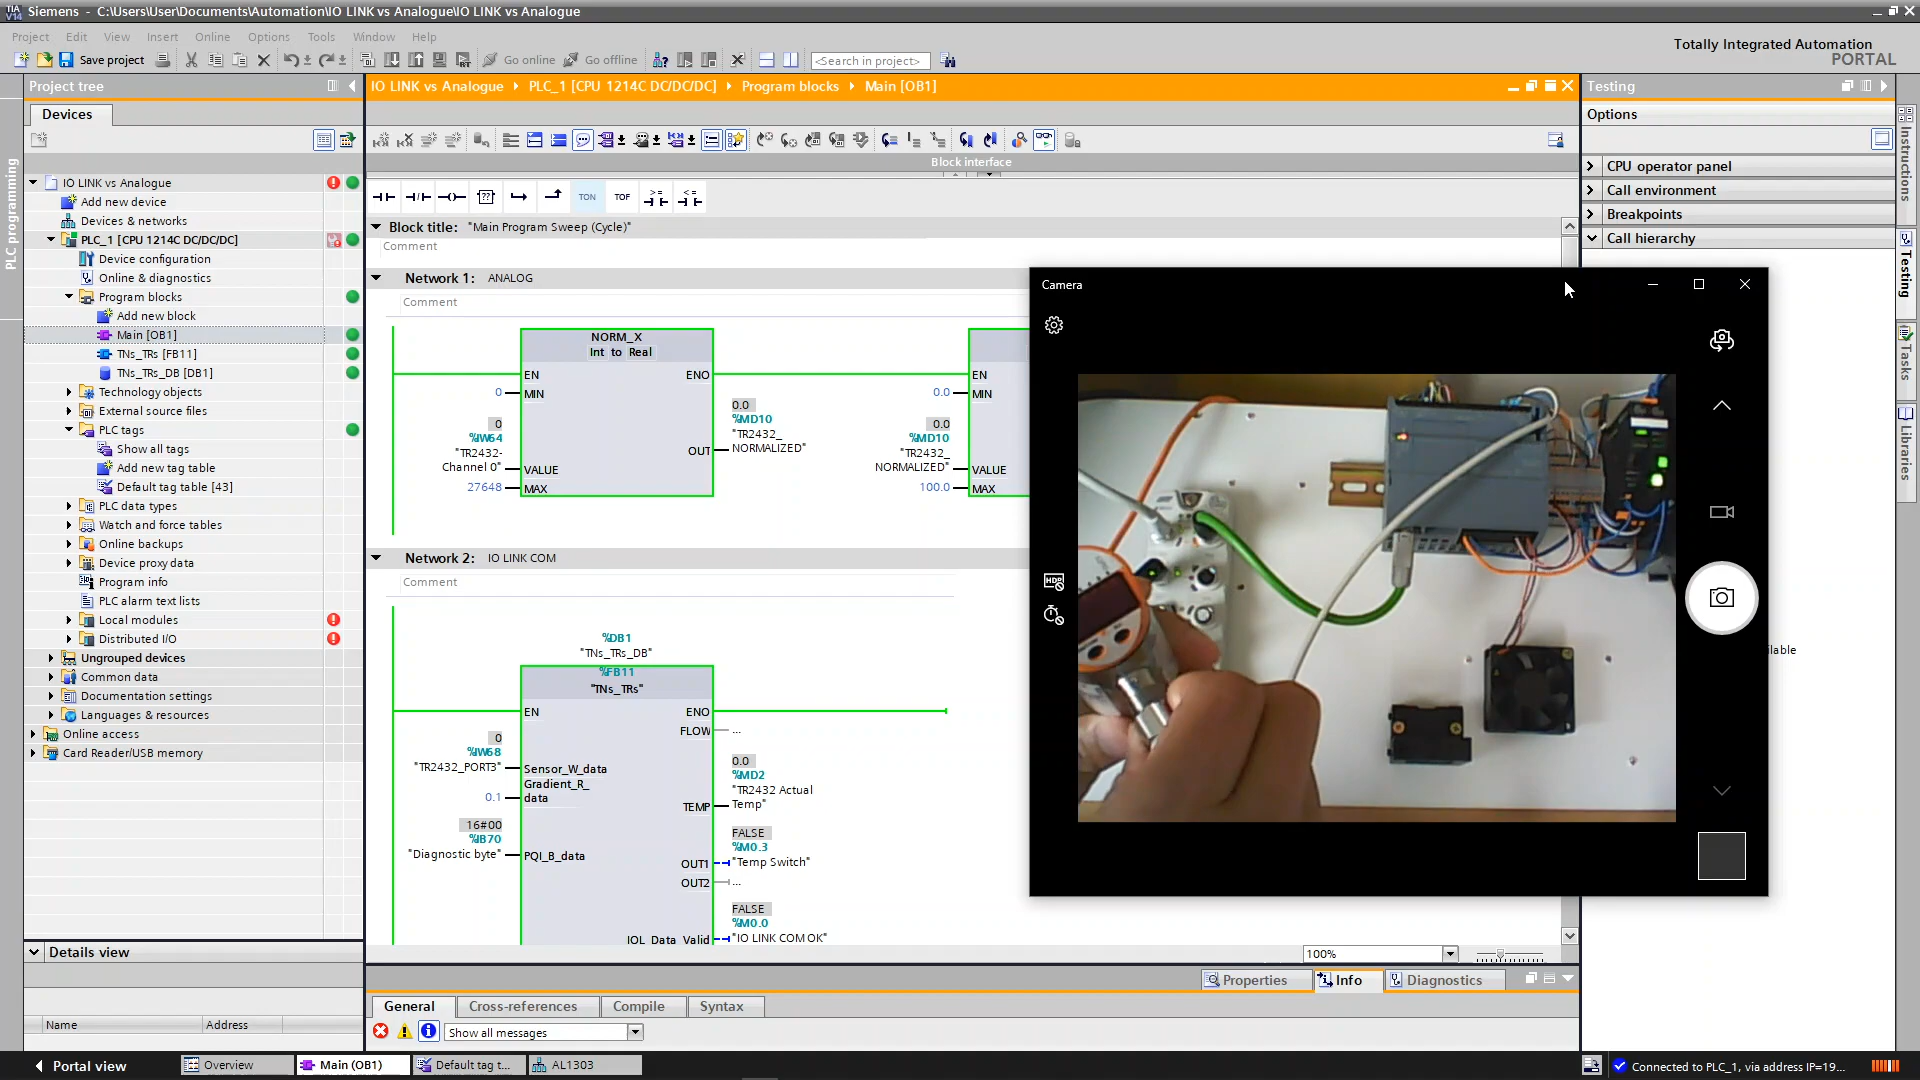 TIA V14
Siemens - C:\Users\User\Documents\Automation\IO LINK vs Analogue\IO LINK vs Analogue
Project Edit View Insert Online Options Tools Window Help
Totally Integrated Automation
PORTAL
Save project
Go online
Go offline
<Search in project>
Project tree
IO LINK vs Analogue
PLC_1 [CPU 1214C DC/DC/DC]
Program blocks
Main [OB1]
Testing
Devices
Options
PLC programming
Block interface
CPU operator panel
Call environment
Breakpoints
Call hierarchy
Instructions
Testing
Tasks
Libraries
IO LINK vs Analogue
Add new device
Devices & networks
PLC_1 [CPU 1214C DC/DC/DC]
Device configuration
Online & diagnostics
Program blocks
Add new block
Main [OB1]
TNs_TRs [FB11]
TNs_TRs_DB [DB1]
Technology objects
External source files
PLC tags
Show all tags
Add new tag table
Default tag table [43]
PLC data types
Watch and force tables
Online backups
Device proxy data
Program info
PLC alarm text lists
Local modules
Distributed I/O
Ungrouped devices
Common data
Documentation settings
Languages & resources
Online access
Card Reader/USB memory
Details view
Name Address
TON
TOF
Block title: "Main Program Sweep (Cycle)"
Comment
Network 1: ANALOG
Comment
NORM_X
Int to Real
EN ENO
0 MIN
0
%IW64
"TR2432-
Channel 0" VALUE
27648 MAX
OUT
0.0
%MD10
"TR2432_
NORMALIZED"
EN
0.0 MIN
0.0
%MD10
"TR2432_
NORMALIZED" VALUE
100.0 MAX
Network 2: IO LINK COM
Comment
%DB1
"TNs_TRs_DB"
%FB11
"TNs_TRs"
EN ENO
FLOW ...
0
%IW68
"TR2432_PORT3" Sensor_W_data
0.1 Gradient_R_
data
16#00
%IB70
"Diagnostic byte" PQI_B_data
0.0
%MD2
"TR2432 Actual
TEMP Temp"
FALSE
%M0.3
OUT1 "Temp Switch"
OUT2 ...
FALSE
%M0.0
IOL_Data_Valid "IO LINK COM OK"
Camera
HDR
ilable
100%
Properties
Info
Diagnostics
General Cross-references Compile Syntax
Show all messages
Portal view
Overview
Main (OB1)
Default tag t...
AL1303
Connected to PLC_1, via address IP=19...